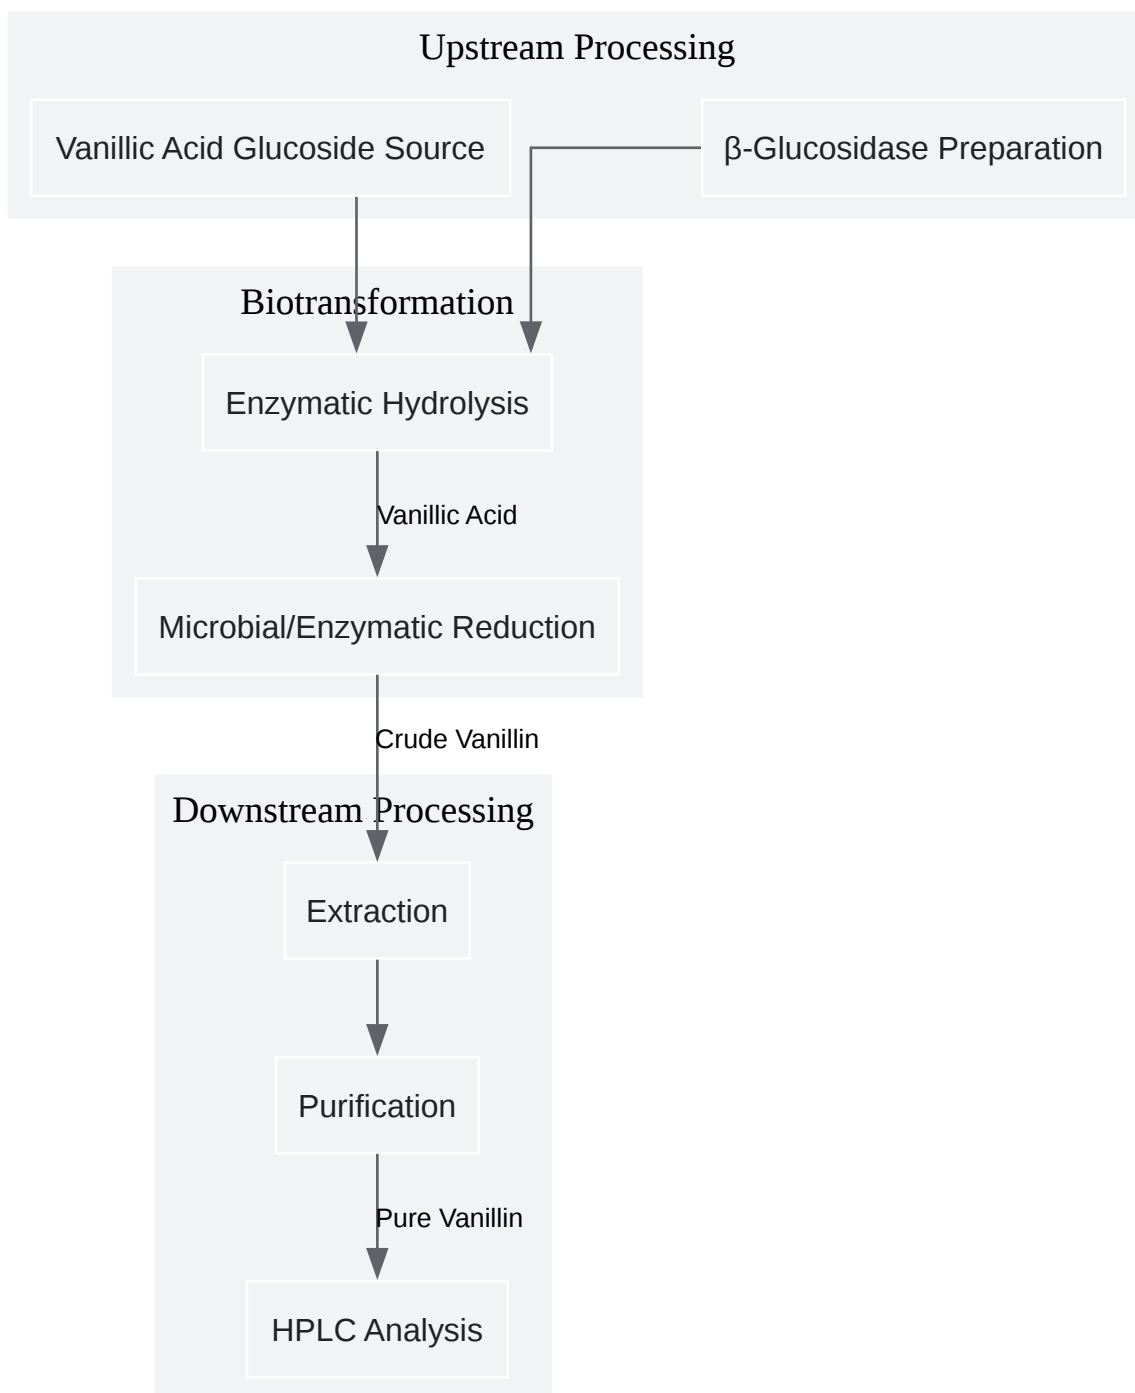 Upstream Processing
Vanillic Acid Glucoside Source
β-Glucosidase Preparation
Biotransformation
Enzymatic Hydrolysis
Vanillic Acid
Microbial/Enzymatic Reduction
Crude Vanillin
Downstream Processing
Extraction
Purification
Pure Vanillin
HPLC Analysis